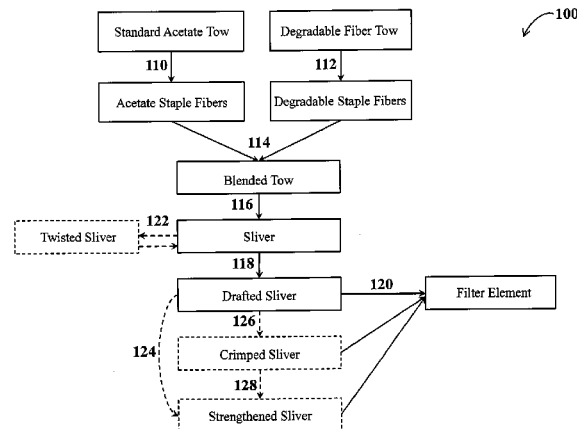 100
Standard Acetate Tow
Degradable Fiber Tow
110
112
Acetate Staple Fibers
Degradable Staple Fibers
114
Blended Tow
116
122
Twisted Sliver
Sliver
118
120
Drafted Sliver
Filter Element
126
124
Crimped Sliver
128
Strengthened Sliver